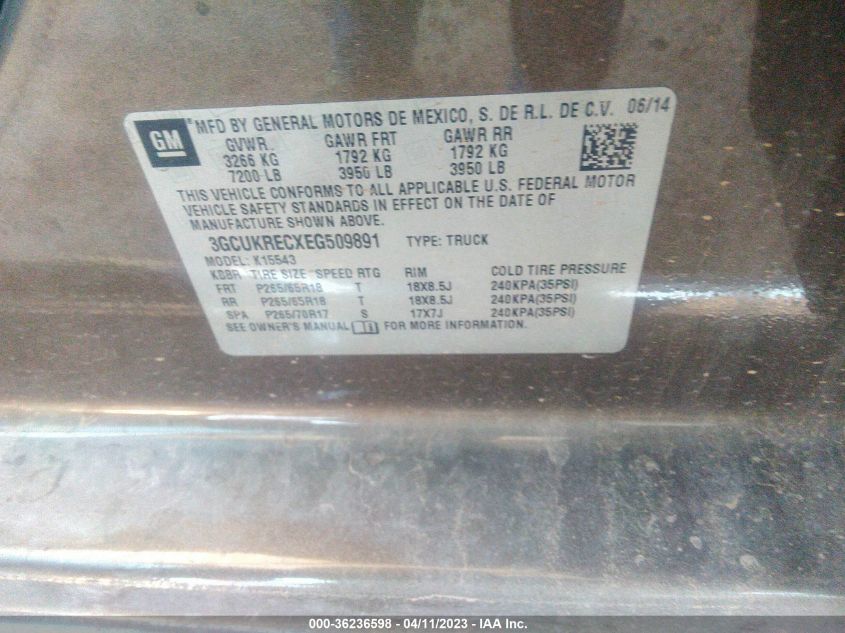 GM ® MFD BY GENERAL MOTORS DE MEXICO, S. DE R.L. DE C.V. 06/14
GVWR GAWR FRT GAWR RR
3266 KG 1792 KG 1792 KG
7200 LB 3950 LB 3950 LB
THIS VEHICLE CONFORMS TO ALL APPLICABLE U.S. FEDERAL MOTOR
VEHICLE SAFETY STANDARDS IN EFFECT ON THE DATE OF
MANUFACTURE SHOWN ABOVE.
3GCUKRECXEG509891 TYPE: TRUCK
MODEL: K15543
KDBR TIRE SIZE SPEED RTG RIM COLD TIRE PRESSURE
FRT P265/65R18 T 18X8.5J 240KPA(35PSI)
RR P265/65R18 T 18X8.5J 240KPA(35PSI)
SPA P265/70R17 S 17X7J 240KPA(35PSI)
SEE OWNER'S MANUAL FOR MORE INFORMATION.
000-36236598 - 04/11/2023 - IAA Inc.